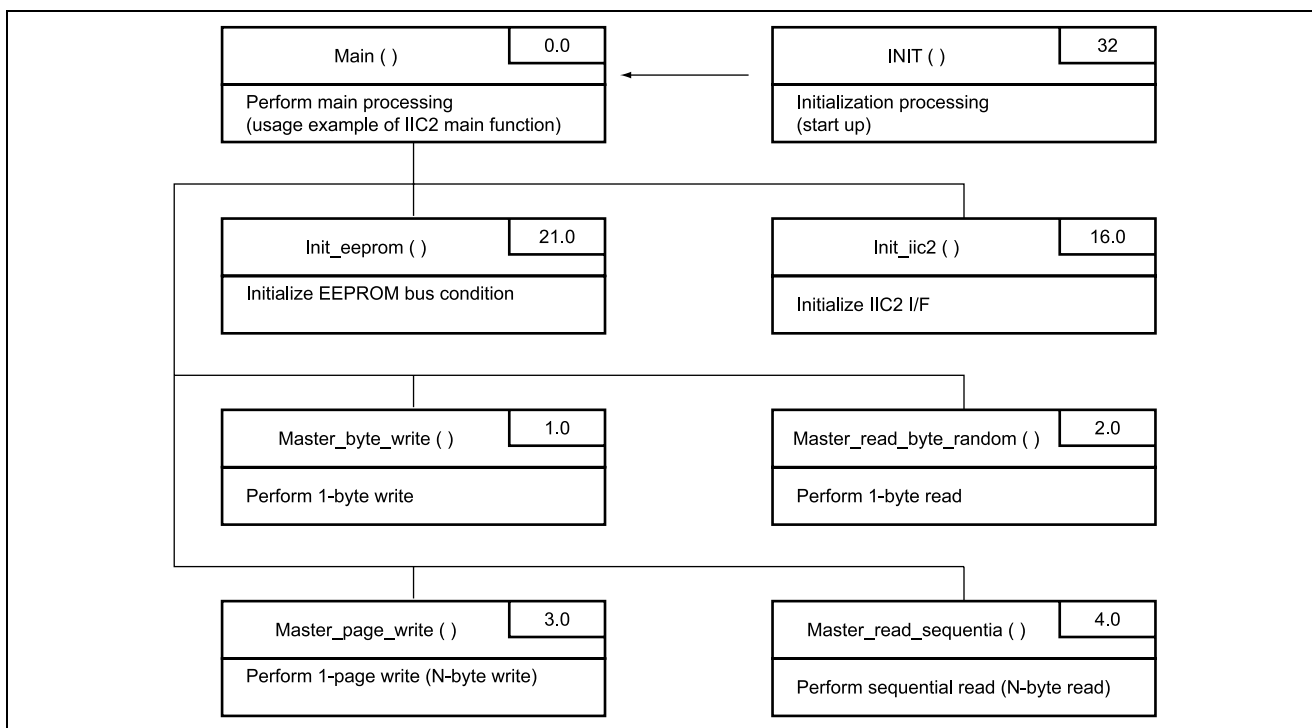 Main ( )
0.0
Perform main processing
(usage example of IIC2 main function)
INIT ( )
32
Initialization processing
(start up)
Init_eeprom ( )
21.0
Initialize EEPROM bus condition
Init_iic2 ( )
16.0
Initialize IIC2 I/F
Master_byte_write ( )
1.0
Perform 1-byte write
Master_read_byte_random ( )
2.0
Perform 1-byte read
Master_page_write ( )
3.0
Perform 1-page write (N-byte write)
Master_read_sequentia ( )
4.0
Perform sequential read (N-byte read)